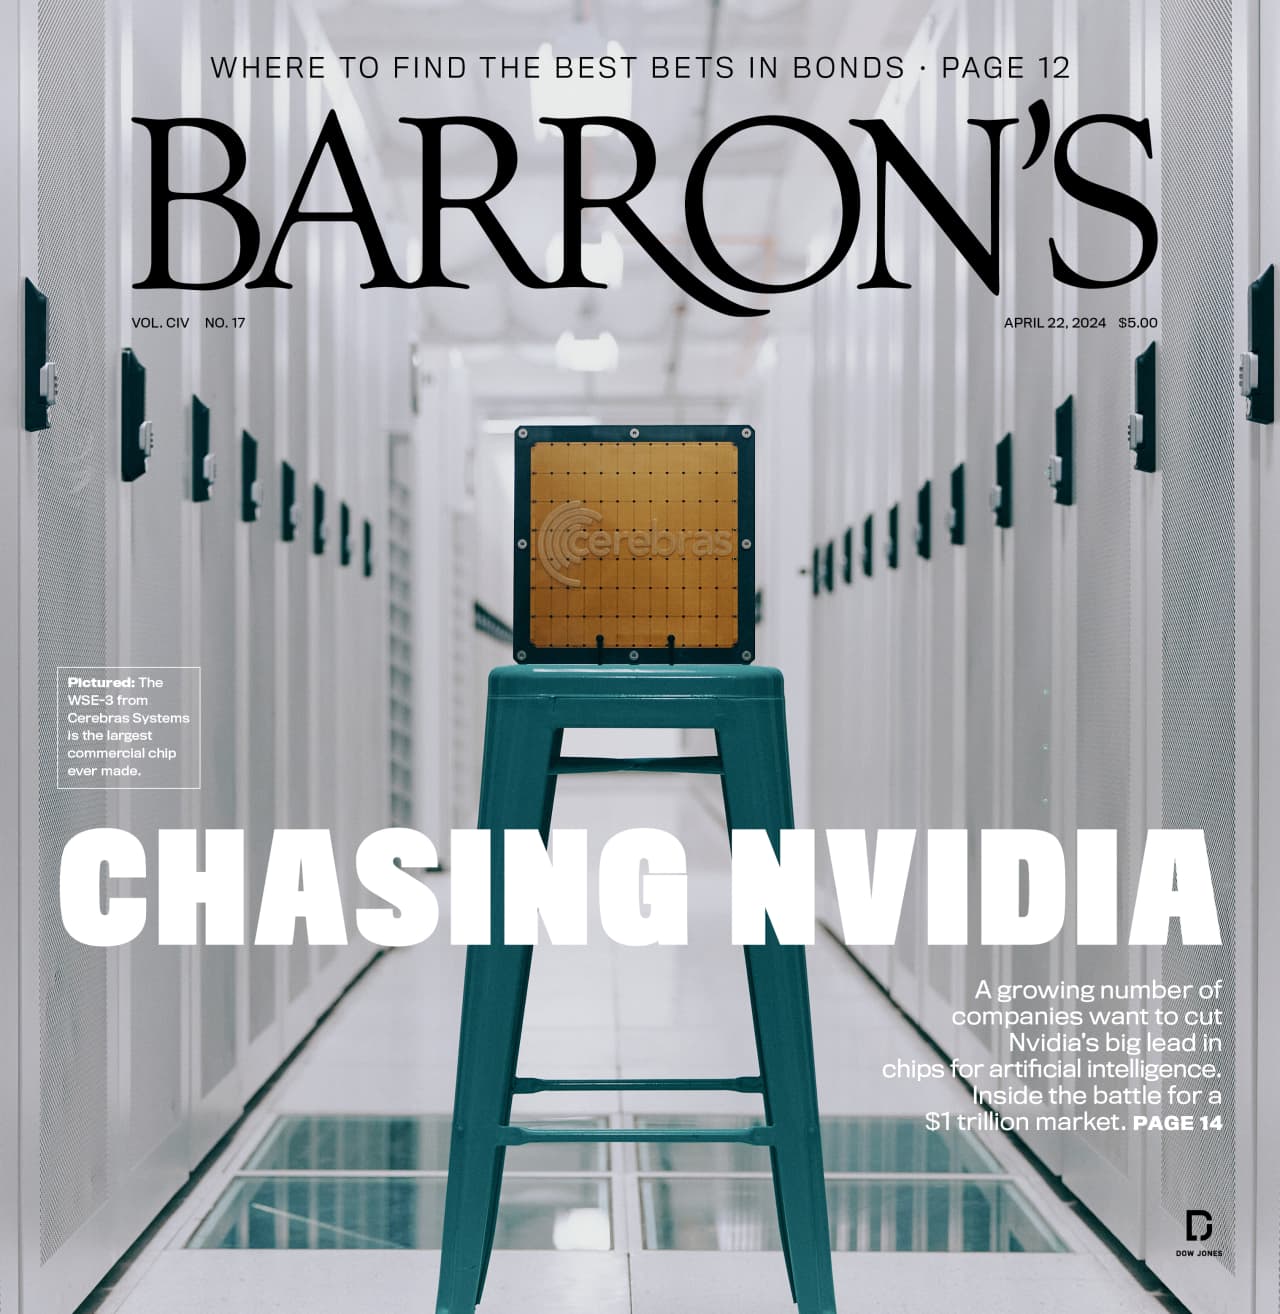 WHERE TO FIND THE BEST BETS IN BONDS · PAGE 12
BARRON'S
VOL. CIV NO. 17
APRIL 22, 2024 $5.00
cerebras
Pictured: The
WSE-3 from
Cerebras Systems
is the largest
commercial chip
ever made.
CHASING NVIDIA
A growing number of
companies want to cut
Nvidia's big lead in
chips for artificial intelligence.
Inside the battle for a
$1 trillion market. PAGE 14
DOW JONES